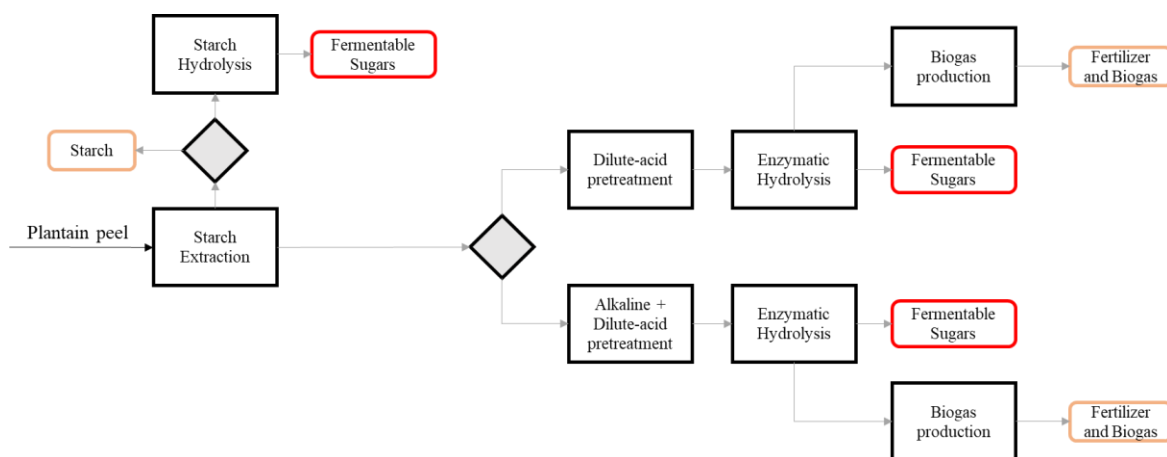 Starch
Hydrolysis
Fermentable
Sugars
Biogas
production
Fertilizer
and Biogas
Starch
Dilute-acid
pretreatment
Enzymatic
Hydrolysis
Fermentable
Sugars
Plantain peel
Starch
Extraction
Alkaline +
Dilute-acid
pretreatment
Enzymatic
Hydrolysis
Fermentable
Sugars
Biogas
production
Fertilizer
and Biogas